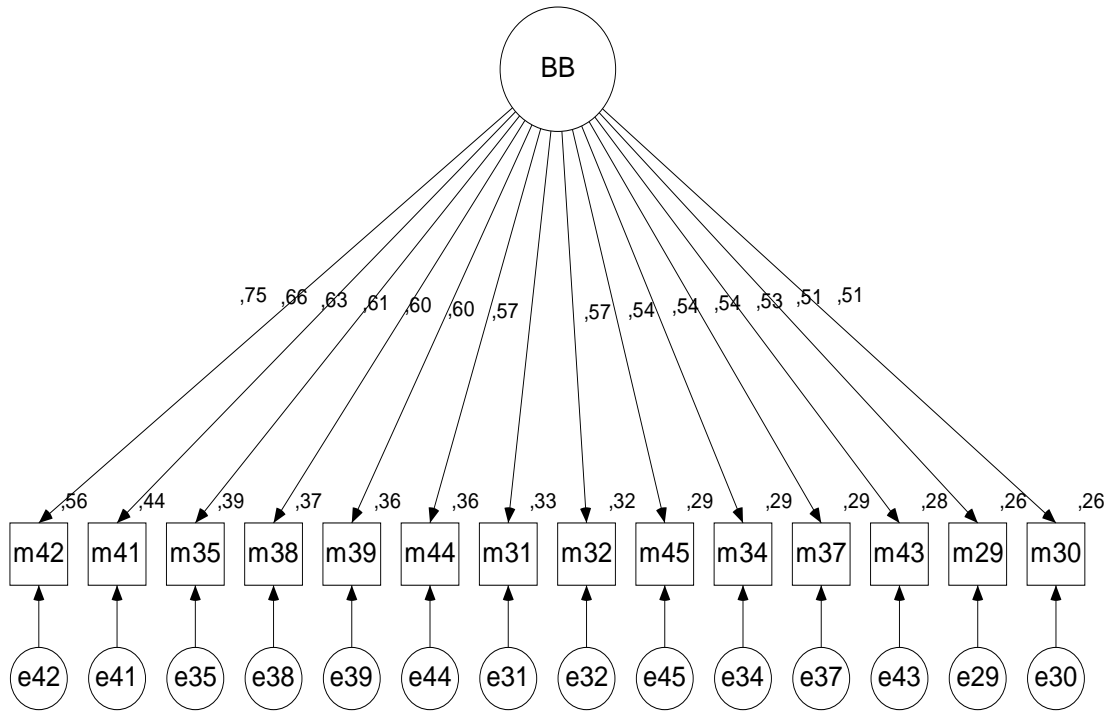 BB
,75 ,66 ,63 ,61 ,60 ,60 ,57 ,57 ,54 ,54 ,54 ,53 ,51 ,51
,56 ,44 ,39 ,37 ,36 ,36 ,33 ,32 ,29 ,29 ,29 ,28 ,26 ,26
m42 m41 m35 m38 m39 m44 m31 m32 m45 m34 m37 m43 m29 m30
e42 e41 e35 e38 e39 e44 e31 e32 e45 e34 e37 e43 e29 e30